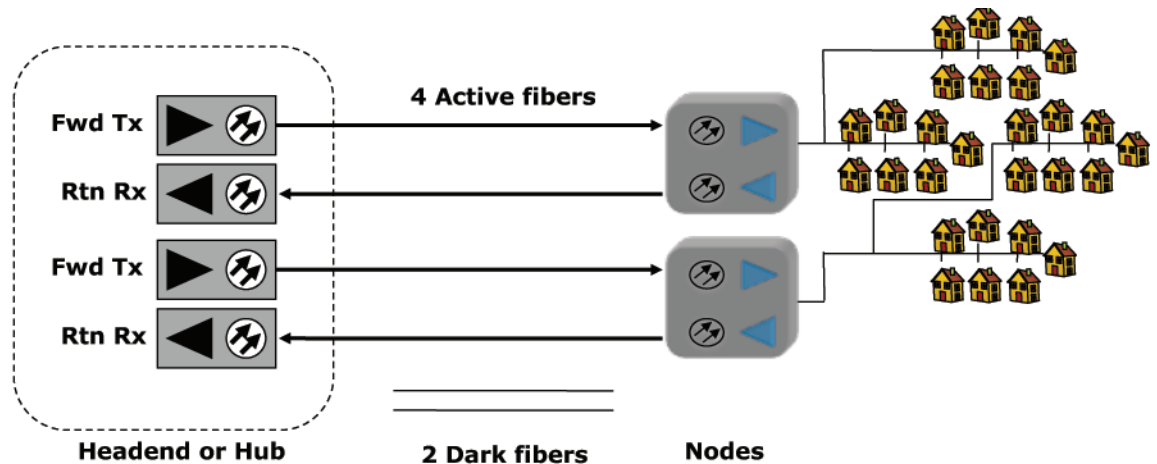 4 Active fibers
Fwd Tx
Rtn Rx
Fwd Tx
Rtn Rx
Headend or Hub
2 Dark fibers
Nodes